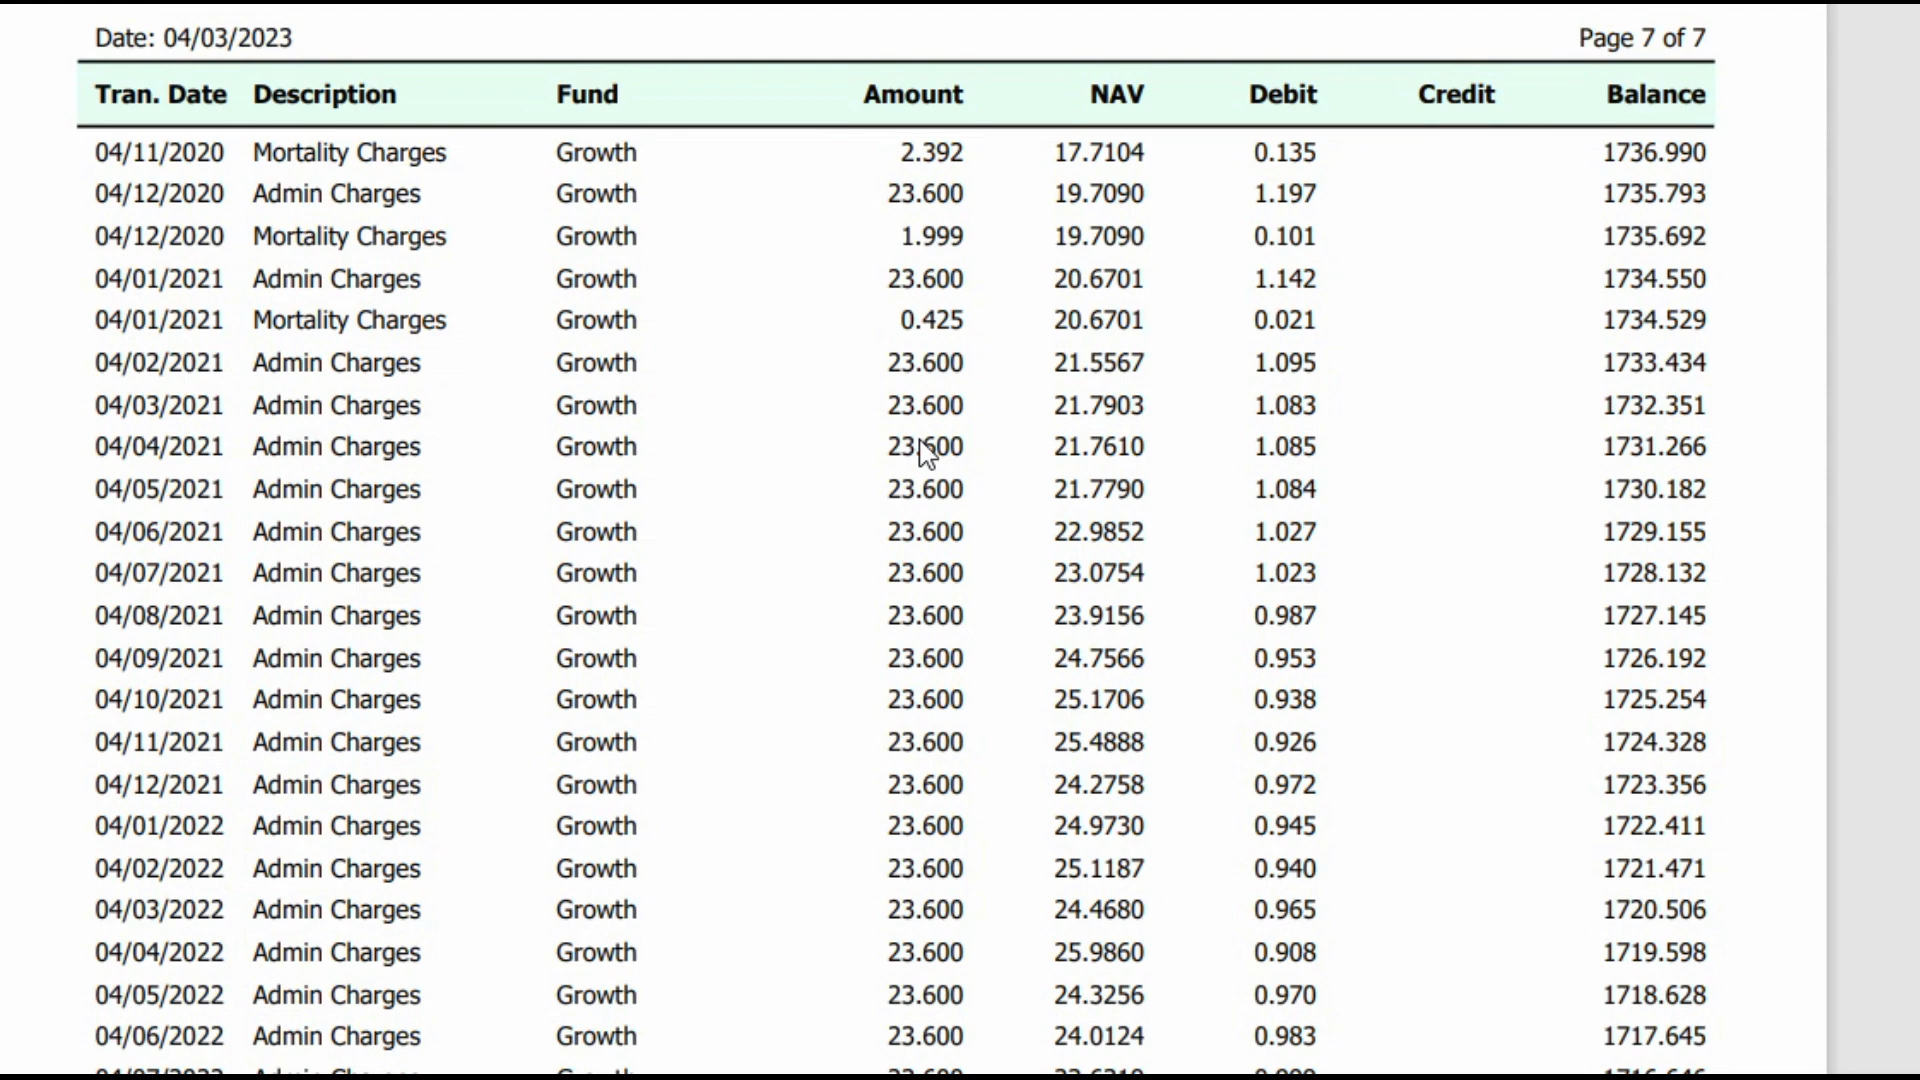 Date: 04/03/2023 Page 7 of 7
Tran. Date Description Fund Amount NAV Debit Credit Balance
04/11/2020 Mortality Charges Growth 2.392 17.7104 0.135 1736.990
04/12/2020 Admin Charges Growth 23.600 19.7090 1.197 1735.793
04/12/2020 Mortality Charges Growth 1.999 19.7090 0.101 1735.692
04/01/2021 Admin Charges Growth 23.600 20.6701 1.142 1734.550
04/01/2021 Mortality Charges Growth 0.425 20.6701 0.021 1734.529
04/02/2021 Admin Charges Growth 23.600 21.5567 1.095 1733.434
04/03/2021 Admin Charges Growth 23.600 21.7903 1.083 1732.351
04/04/2021 Admin Charges Growth 23.600 21.7610 1.085 1731.266
04/05/2021 Admin Charges Growth 23.600 21.7790 1.084 1730.182
04/06/2021 Admin Charges Growth 23.600 22.9852 1.027 1729.155
04/07/2021 Admin Charges Growth 23.600 23.0754 1.023 1728.132
04/08/2021 Admin Charges Growth 23.600 23.9156 0.987 1727.145
04/09/2021 Admin Charges Growth 23.600 24.7566 0.953 1726.192
04/10/2021 Admin Charges Growth 23.600 25.1706 0.938 1725.254
04/11/2021 Admin Charges Growth 23.600 25.4888 0.926 1724.328
04/12/2021 Admin Charges Growth 23.600 24.2758 0.972 1723.356
04/01/2022 Admin Charges Growth 23.600 24.9730 0.945 1722.411
04/02/2022 Admin Charges Growth 23.600 25.1187 0.940 1721.471
04/03/2022 Admin Charges Growth 23.600 24.4680 0.965 1720.506
04/04/2022 Admin Charges Growth 23.600 25.9860 0.908 1719.598
04/05/2022 Admin Charges Growth 23.600 24.3256 0.970 1718.628
04/06/2022 Admin Charges Growth 23.600 24.0124 0.983 1717.645